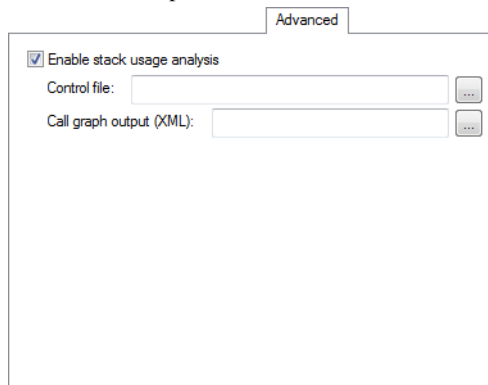 Advanced
Enable stack usage analysis
Control file:
...
Call graph output (XML):
...